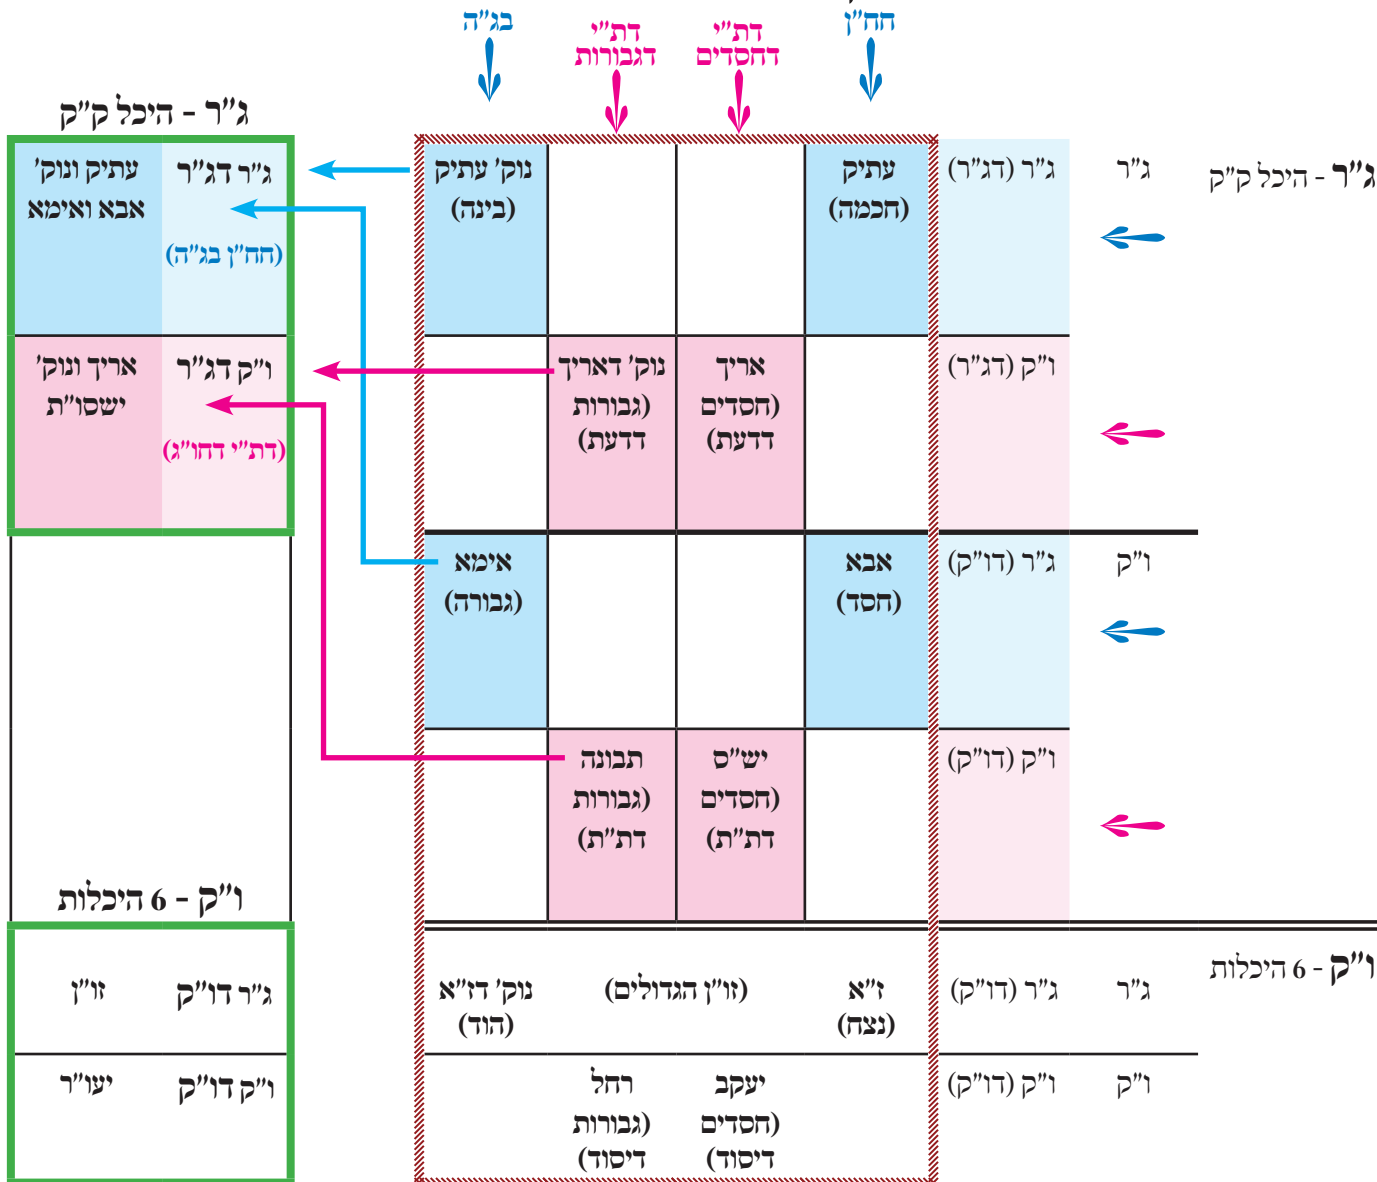 חח"ן
דת"י
דחסדים
דת"י
דגבורות
בג"ה
ג"ר - היכל ק"ק
ג"ר
ג"ר (דג"ר)
עתיק
(חכמה)
נוק' עתיק
(בינה)
ו"ק (דג"ר)
אריך
(חסדים
דדעת)
נוק' דאריך
(גבורות
דדעת)
ו"ק
ג"ר (דו"ק)
אבא
(חסד)
אימא
(גבורה)
ו"ק (דו"ק)
יש"ס
(חסדים
דת"ת)
תבונה
(גבורות
דת"ת)
ו"ק - 6 היכלות
ג"ר
ג"ר (דו"ק)
ז"א
(נצח)
(זו"ן הגדולים)
נוק' דז"א
(הוד)
ו"ק
ו"ק (דו"ק)
יעקב
(חסדים
דיסוד)
רחל
(גבורות
דיסוד)
ג"ר - היכל ק"ק
ג"ר דג"ר
(חח"ן בג"ה)
עתיק ונוק'
אבא ואימא
ו"ק דג"ר
(דת"י דחו"ג)
אריך ונוק'
ישסו"ת
ו"ק - 6 היכלות
ג"ר דו"ק
זו"ן
ו"ק דו"ק
יעו"ר